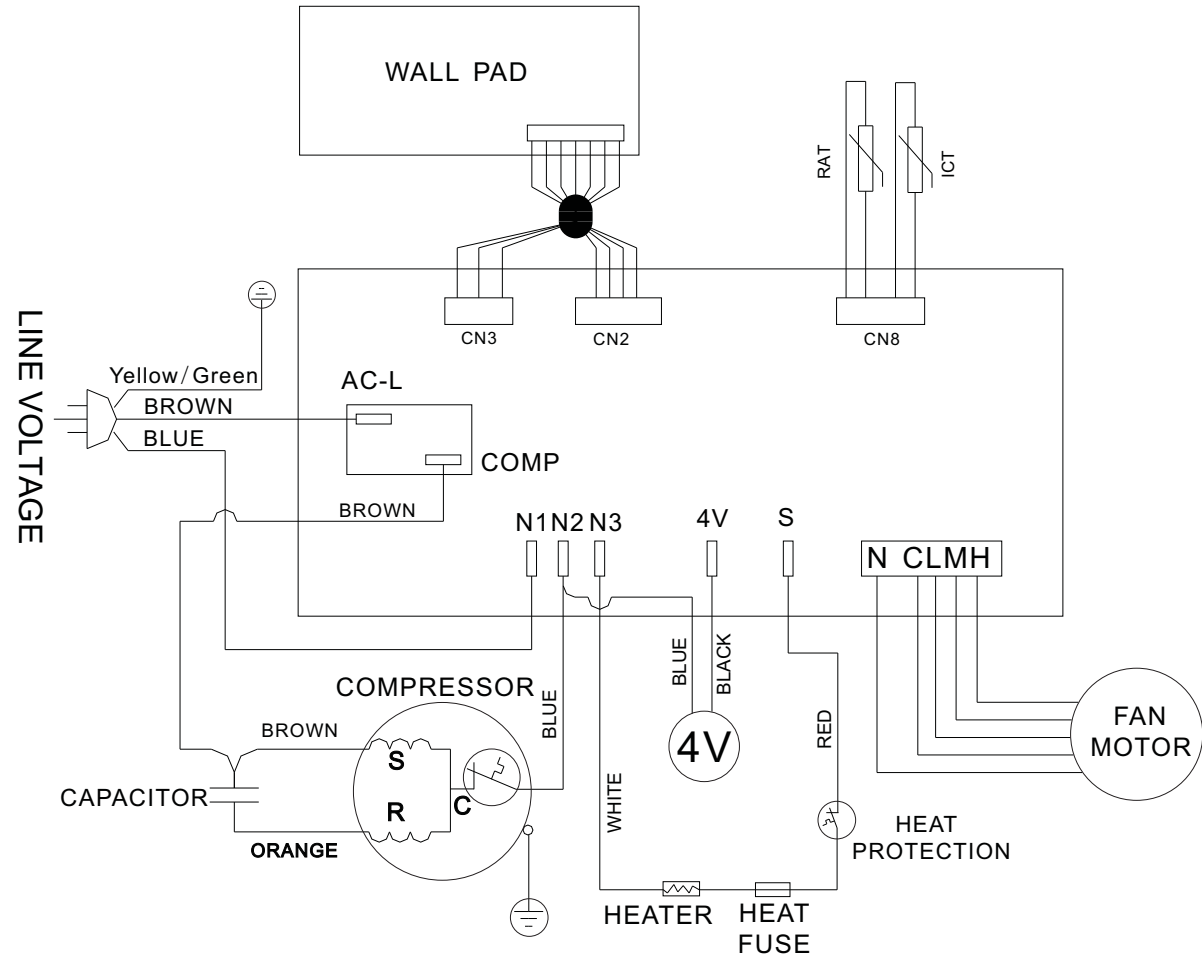 WALL PAD
RAT
ICT
CN3
CN2
CN8
LINE VOLTAGE
Yellow/Green
BROWN
BLUE
AC-L
COMP
BROWN
N1 N2 N3
4V
S
N CLMH
BLUE
BLACK
COMPRESSOR
BLUE
BROWN
S
R
C
CAPACITOR
ORANGE
4V
RED
WHITE
FAN
MOTOR
HEAT
PROTECTION
HEATER
HEAT
FUSE